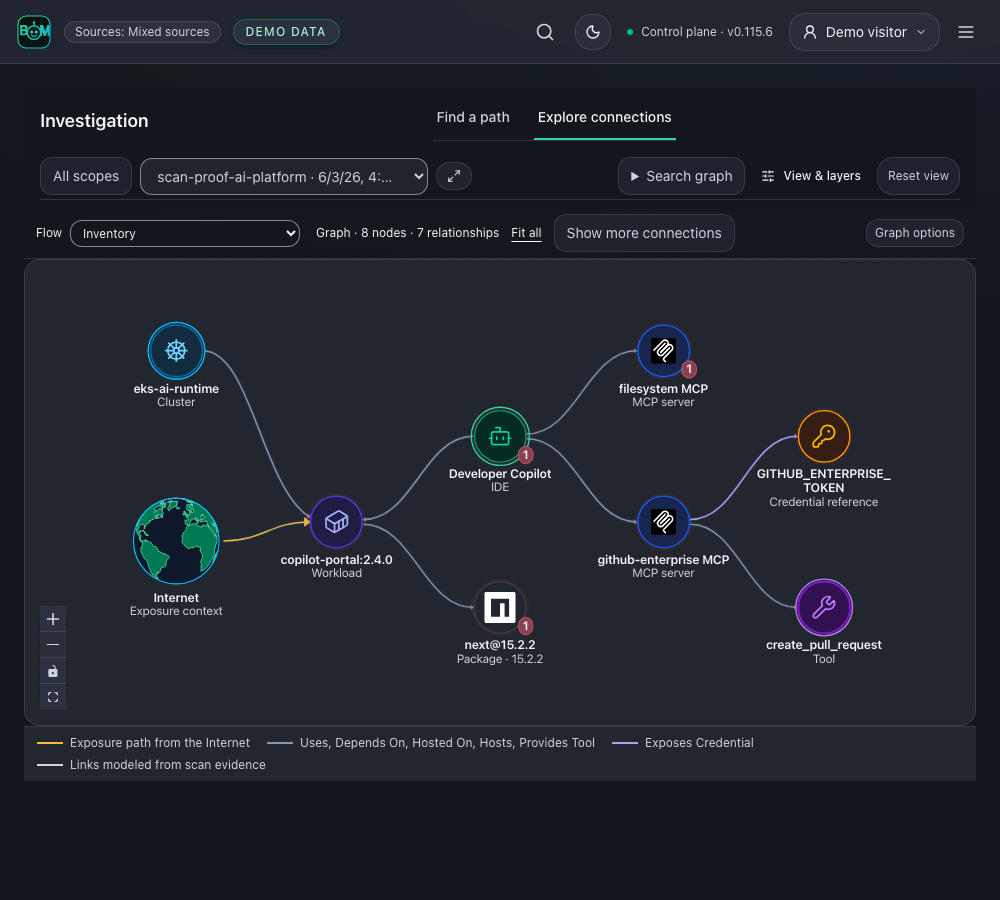 BOM
Sources: Mixed sources
DEMO DATA
Control plane · v0.115.6
Demo visitor
Investigation
Find a path
Explore connections
All scopes
scan-proof-ai-platform · 6/3/26, 4:...
Search graph
View & layers
Reset view
Flow
Inventory
Graph · 8 nodes · 7 relationships
Fit all
Show more connections
Graph options
eks-ai-runtime
Cluster
1
filesystem MCP
MCP server
1
Developer Copilot
IDE
GITHUB_ENTERPRISE_
TOKEN
Credential reference
Internet
Exposure context
copilot-portal:2.4.0
Workload
github-enterprise MCP
MCP server
1
next@15.2.2
Package · 15.2.2
create_pull_request
Tool
Exposure path from the Internet
Uses, Depends On, Hosted On, Hosts, Provides Tool
Exposes Credential
Links modeled from scan evidence